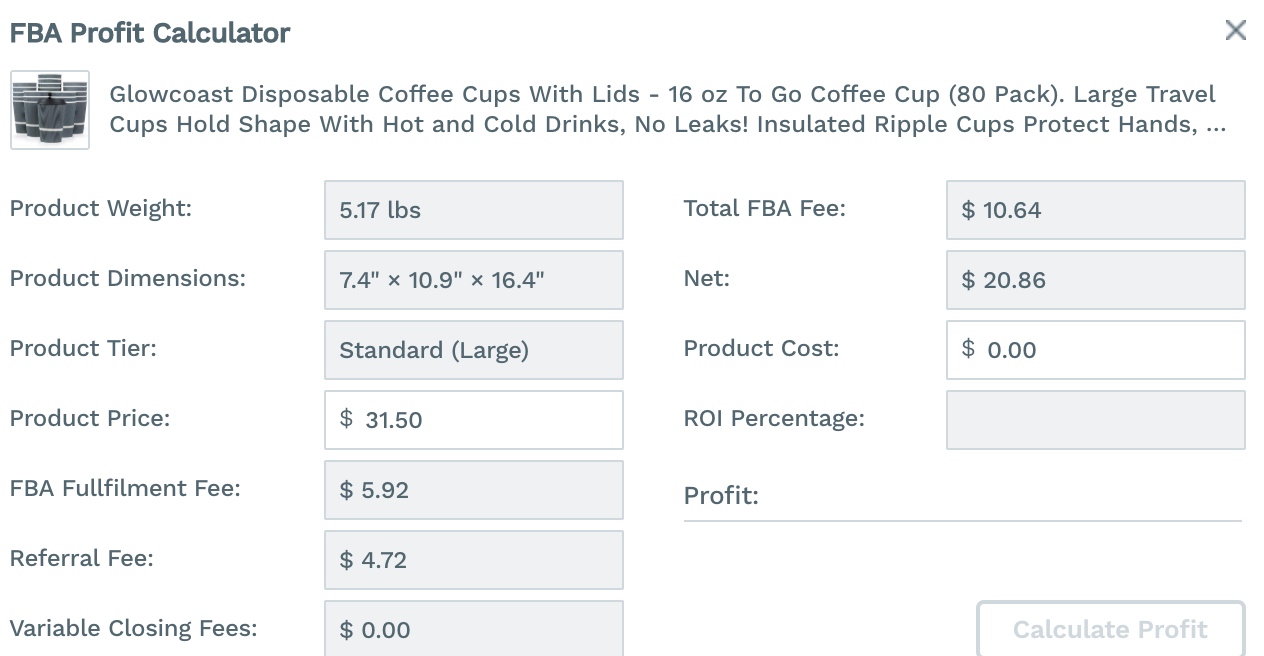 FBA Profit Calculator
Glowcoast Disposable Coffee Cups With Lids - 16 oz To Go Coffee Cup (80 Pack). Large Travel
Cups Hold Shape With Hot and Cold Drinks, No Leaks! Insulated Ripple Cups Protect Hands, ...
Product Weight: 5.17 lbs
Product Dimensions: 7.4" × 10.9" × 16.4"
Product Tier: Standard (Large)
Product Price: $ 31.50
FBA Fullfilment Fee: $ 5.92
Referral Fee: $ 4.72
Variable Closing Fees: $ 0.00
Total FBA Fee: $ 10.64
Net: $ 20.86
Product Cost: $ 0.00
ROI Percentage:
Profit:
Calculate Profit